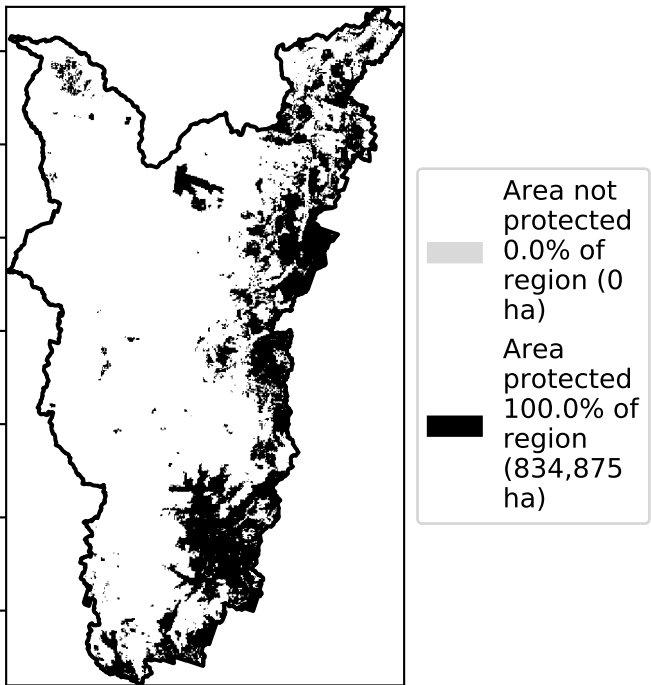 Area not
protected
0.0% of
region (0
ha)
Area
protected
100.0% of
region
(834,875
ha)